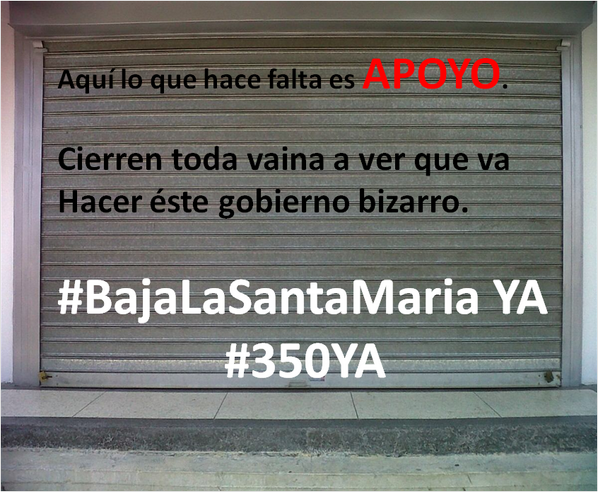 Aquí lo que hace falta es APOYO.
Cierren toda vaina a ver que va
Hacer éste gobierno bizarro.
#BajaLaSantaMaria YA
#350YA